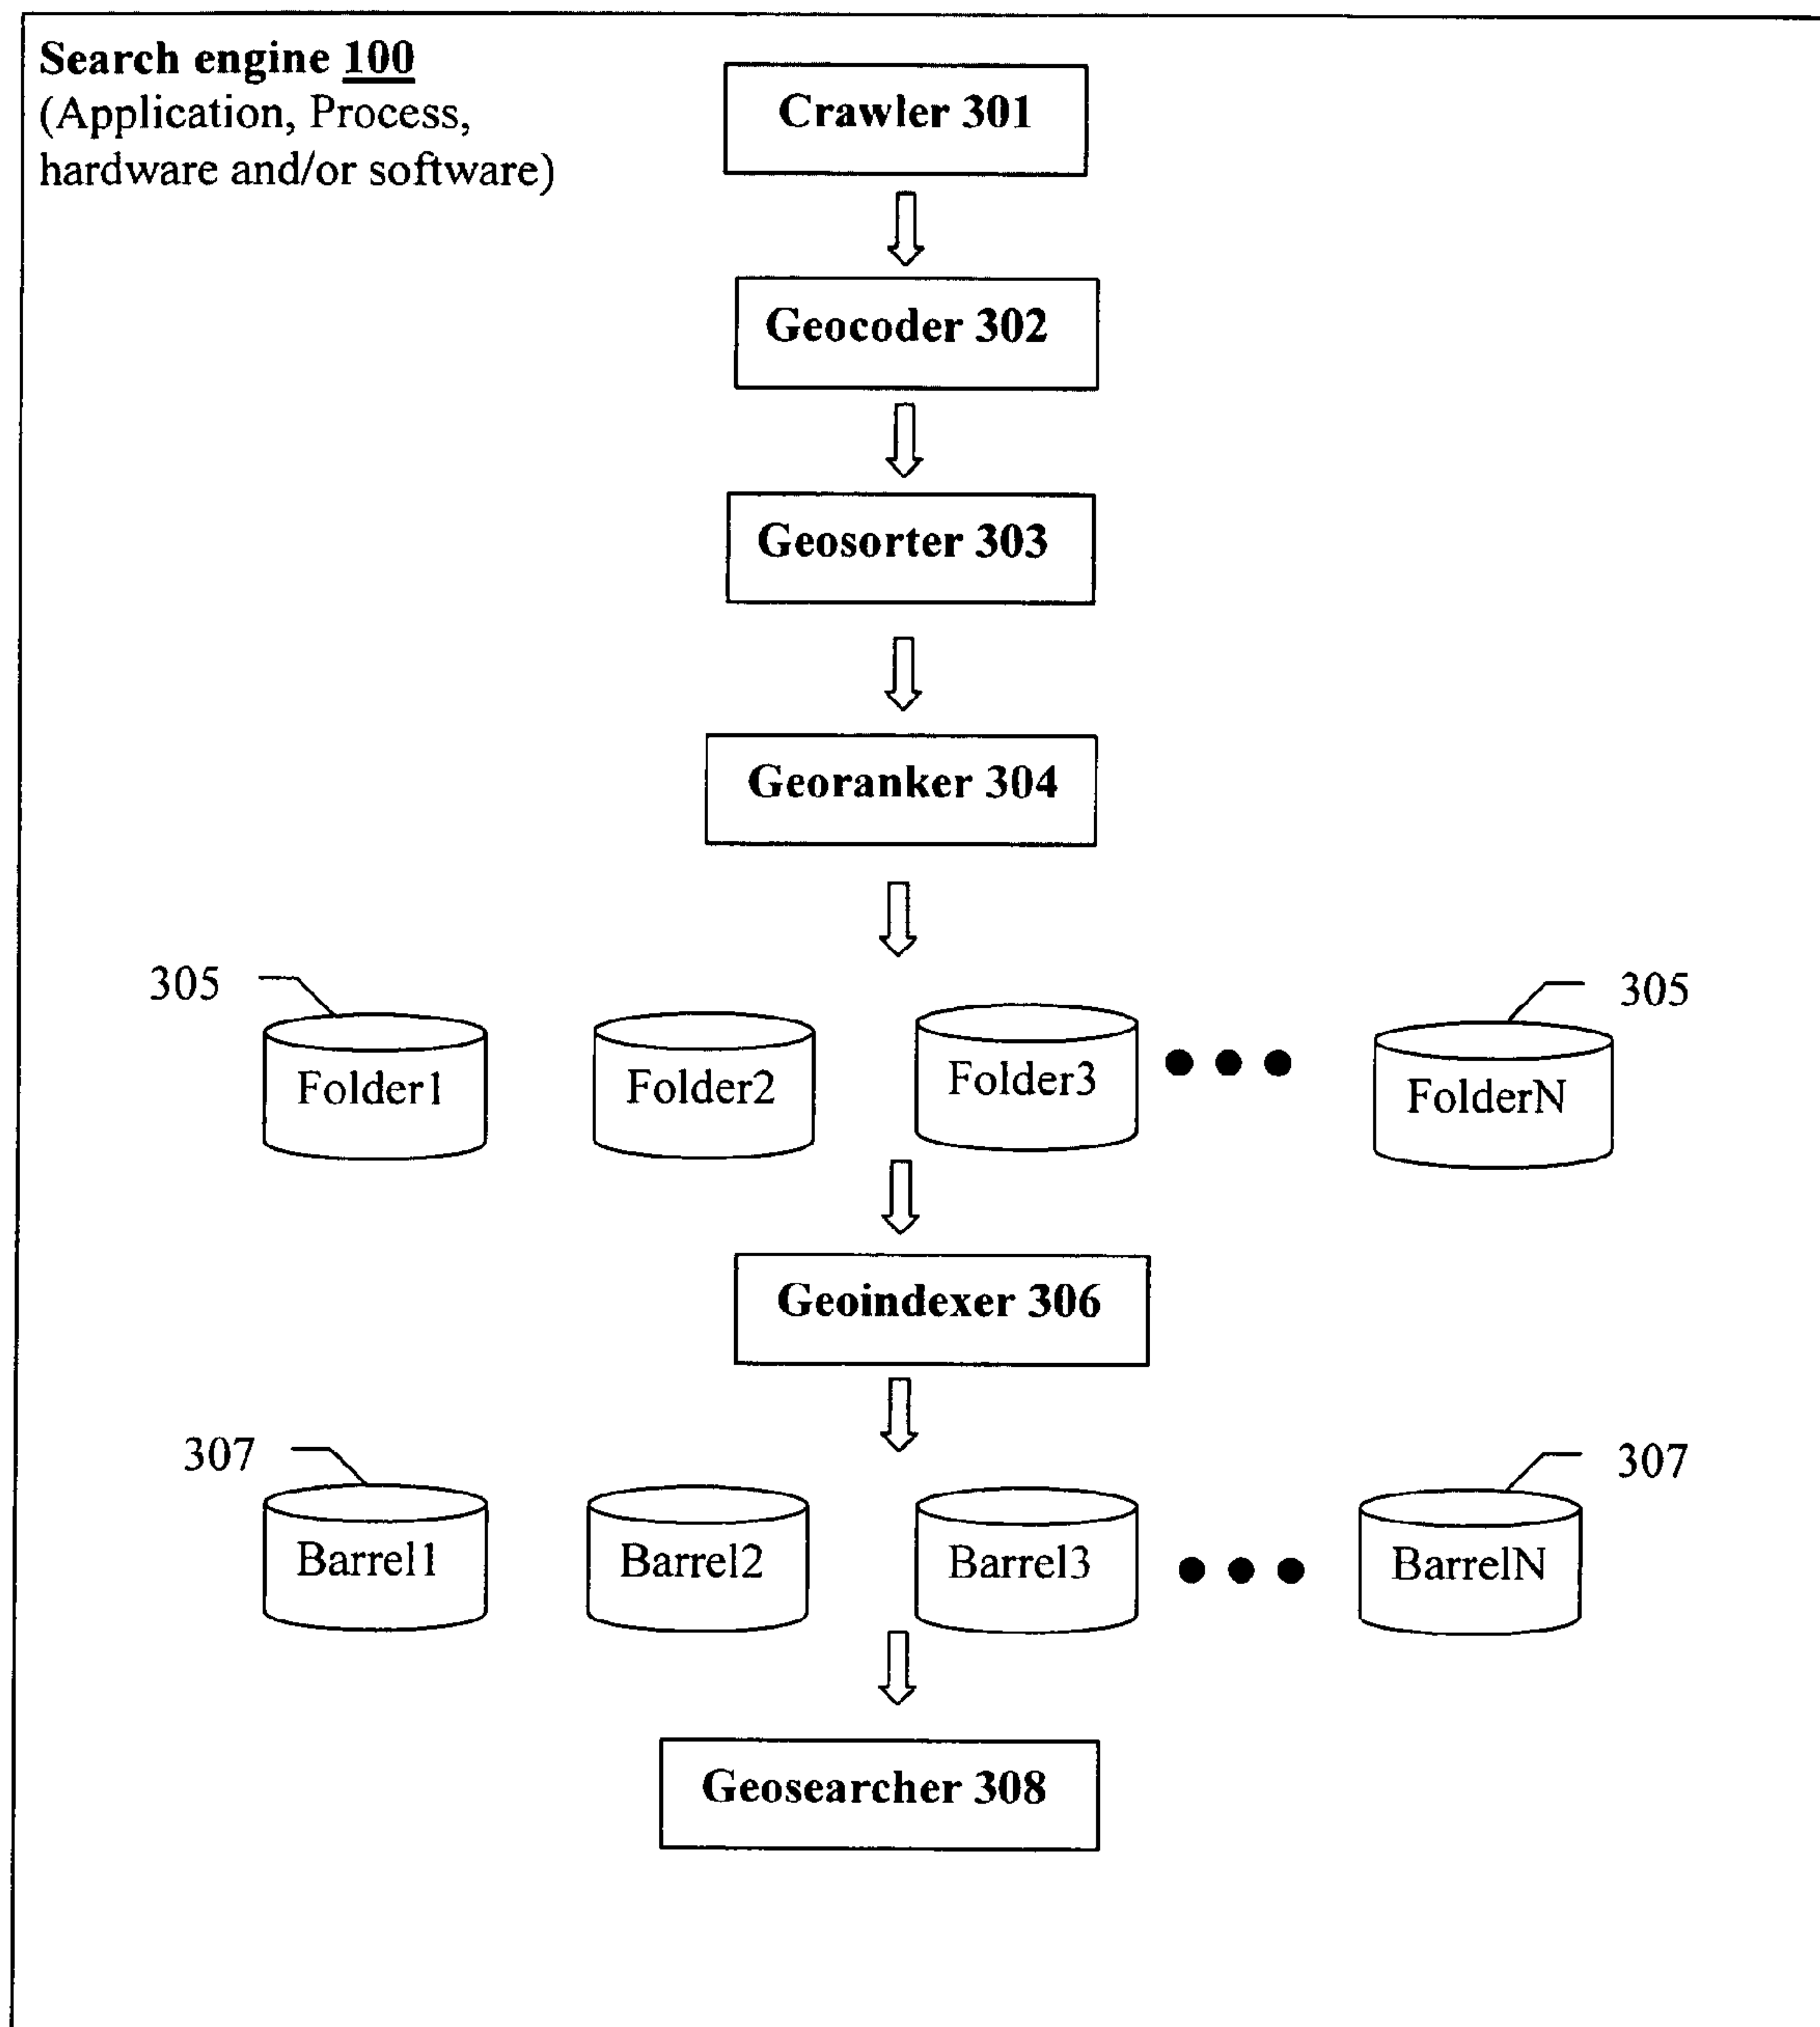 Search engine 100
(Application, Process,
hardware and/or software)
Crawler 301
Geocoder 302
Geosorter 303
Georanker 304
305
305
Folder1
Folder2
Folder3
FolderN
Geoindexer 306
307
307
Barrel1
Barrel2
Barrel3
BarrelN
Geosearcher 308